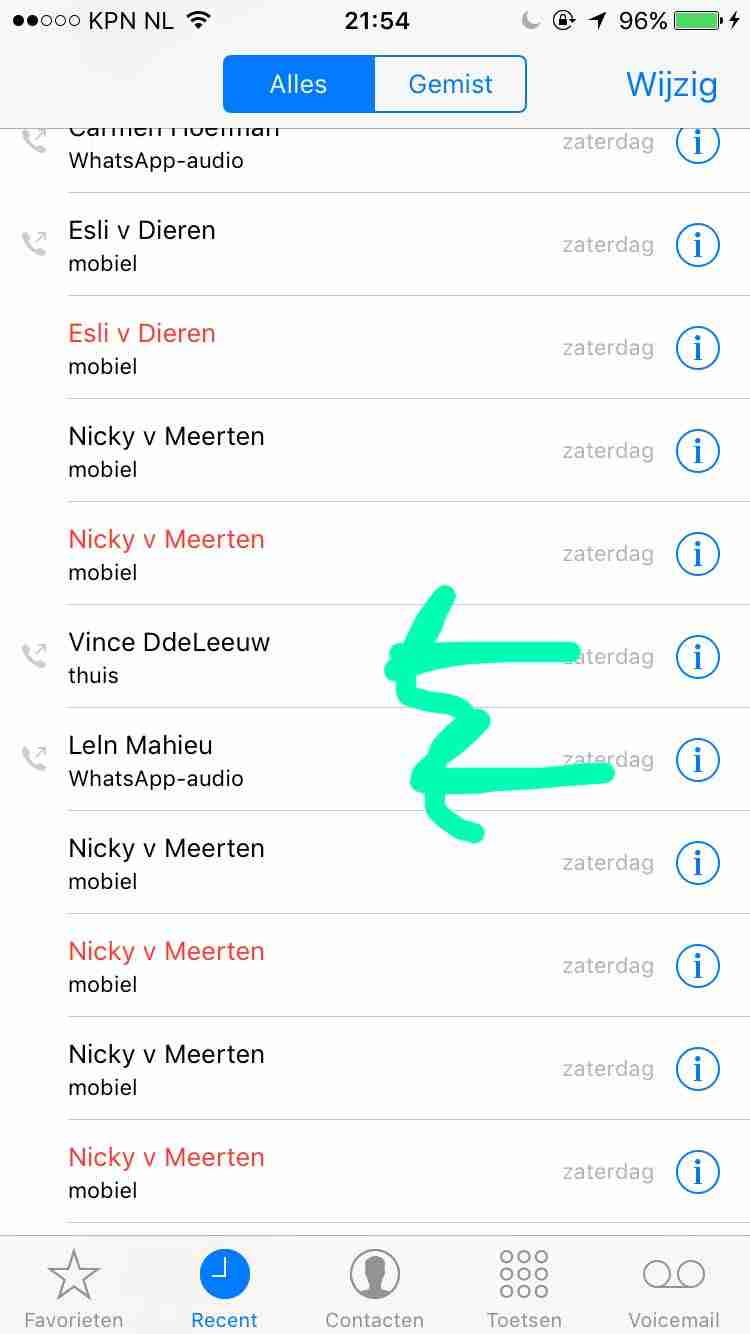 KPN NL 21:54 96%
Alles Gemist Wijzig
Carmen Hoefman
WhatsApp-audio zaterdag
Esli v Dieren
mobiel zaterdag
Esli v Dieren
mobiel zaterdag
Nicky v Meerten
mobiel zaterdag
Nicky v Meerten
mobiel zaterdag
Vince DdeLeeuw
thuis
Leln Mahieu
WhatsApp-audio zaterdag
Nicky v Meerten
mobiel zaterdag
Nicky v Meerten
mobiel zaterdag
Nicky v Meerten
mobiel zaterdag
Nicky v Meerten
mobiel zaterdag
Favorieten Recent Contacten Toetsen Voicemail